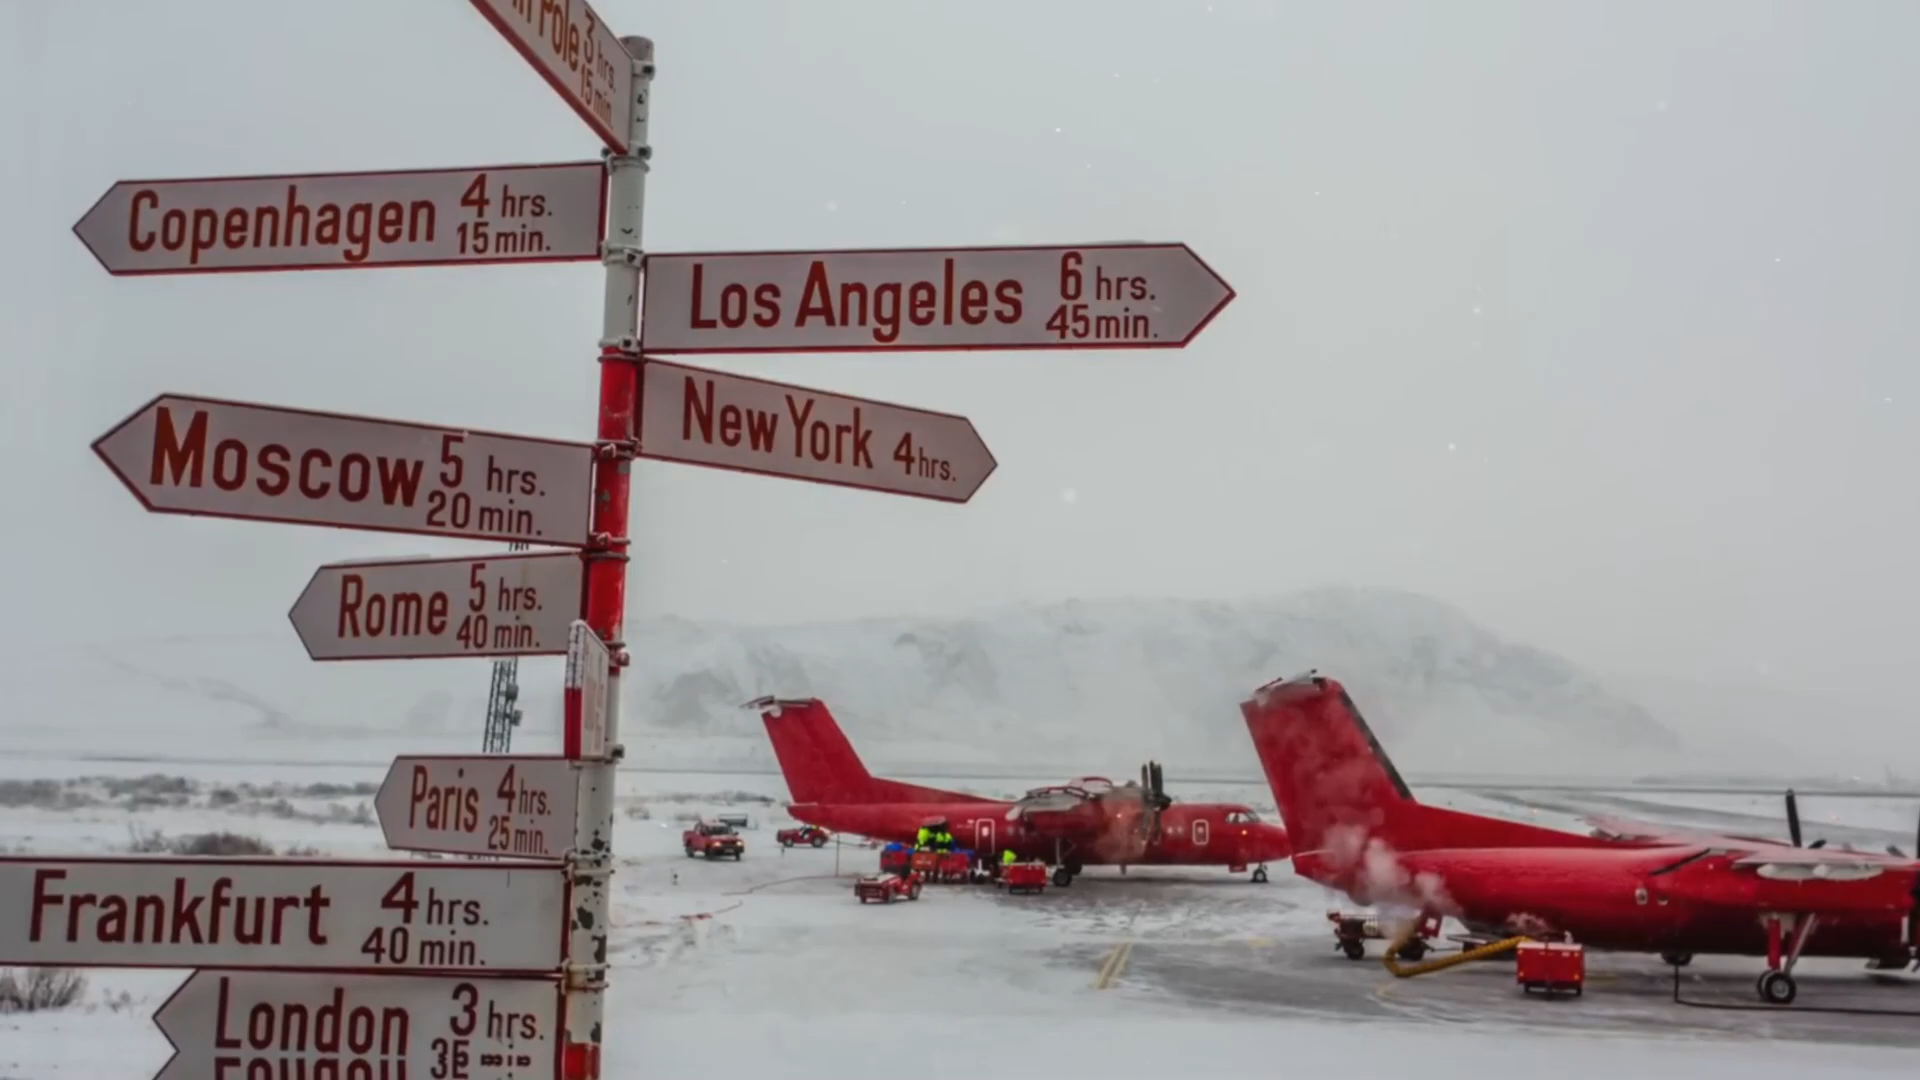 Pole 3 hrs.
15 min.
Copenhagen 4 hrs.
15 min.
Los Angeles 6 hrs.
45 min.
New York 4 hrs.
Moscow 5 hrs.
20 min.
Rome 5 hrs.
40 min.
Paris 4 hrs.
25 min.
Frankfurt 4 hrs.
40 min.
London 3 hrs.